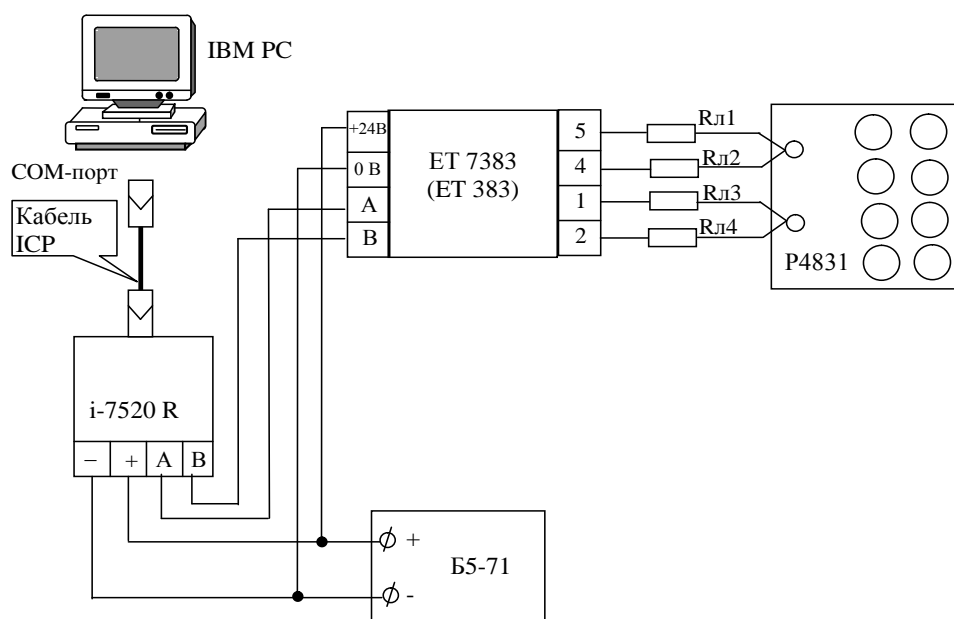 IBM PC
COM-порт
Кабель
ICP
i-7520 R
− + A B
+24В
0 В
A
B
ЕТ 7383
(ЕТ 383)
5
4
1
2
Rл1
Rл2
Rл3
Rл4
Р4831
+
Б5-71
-